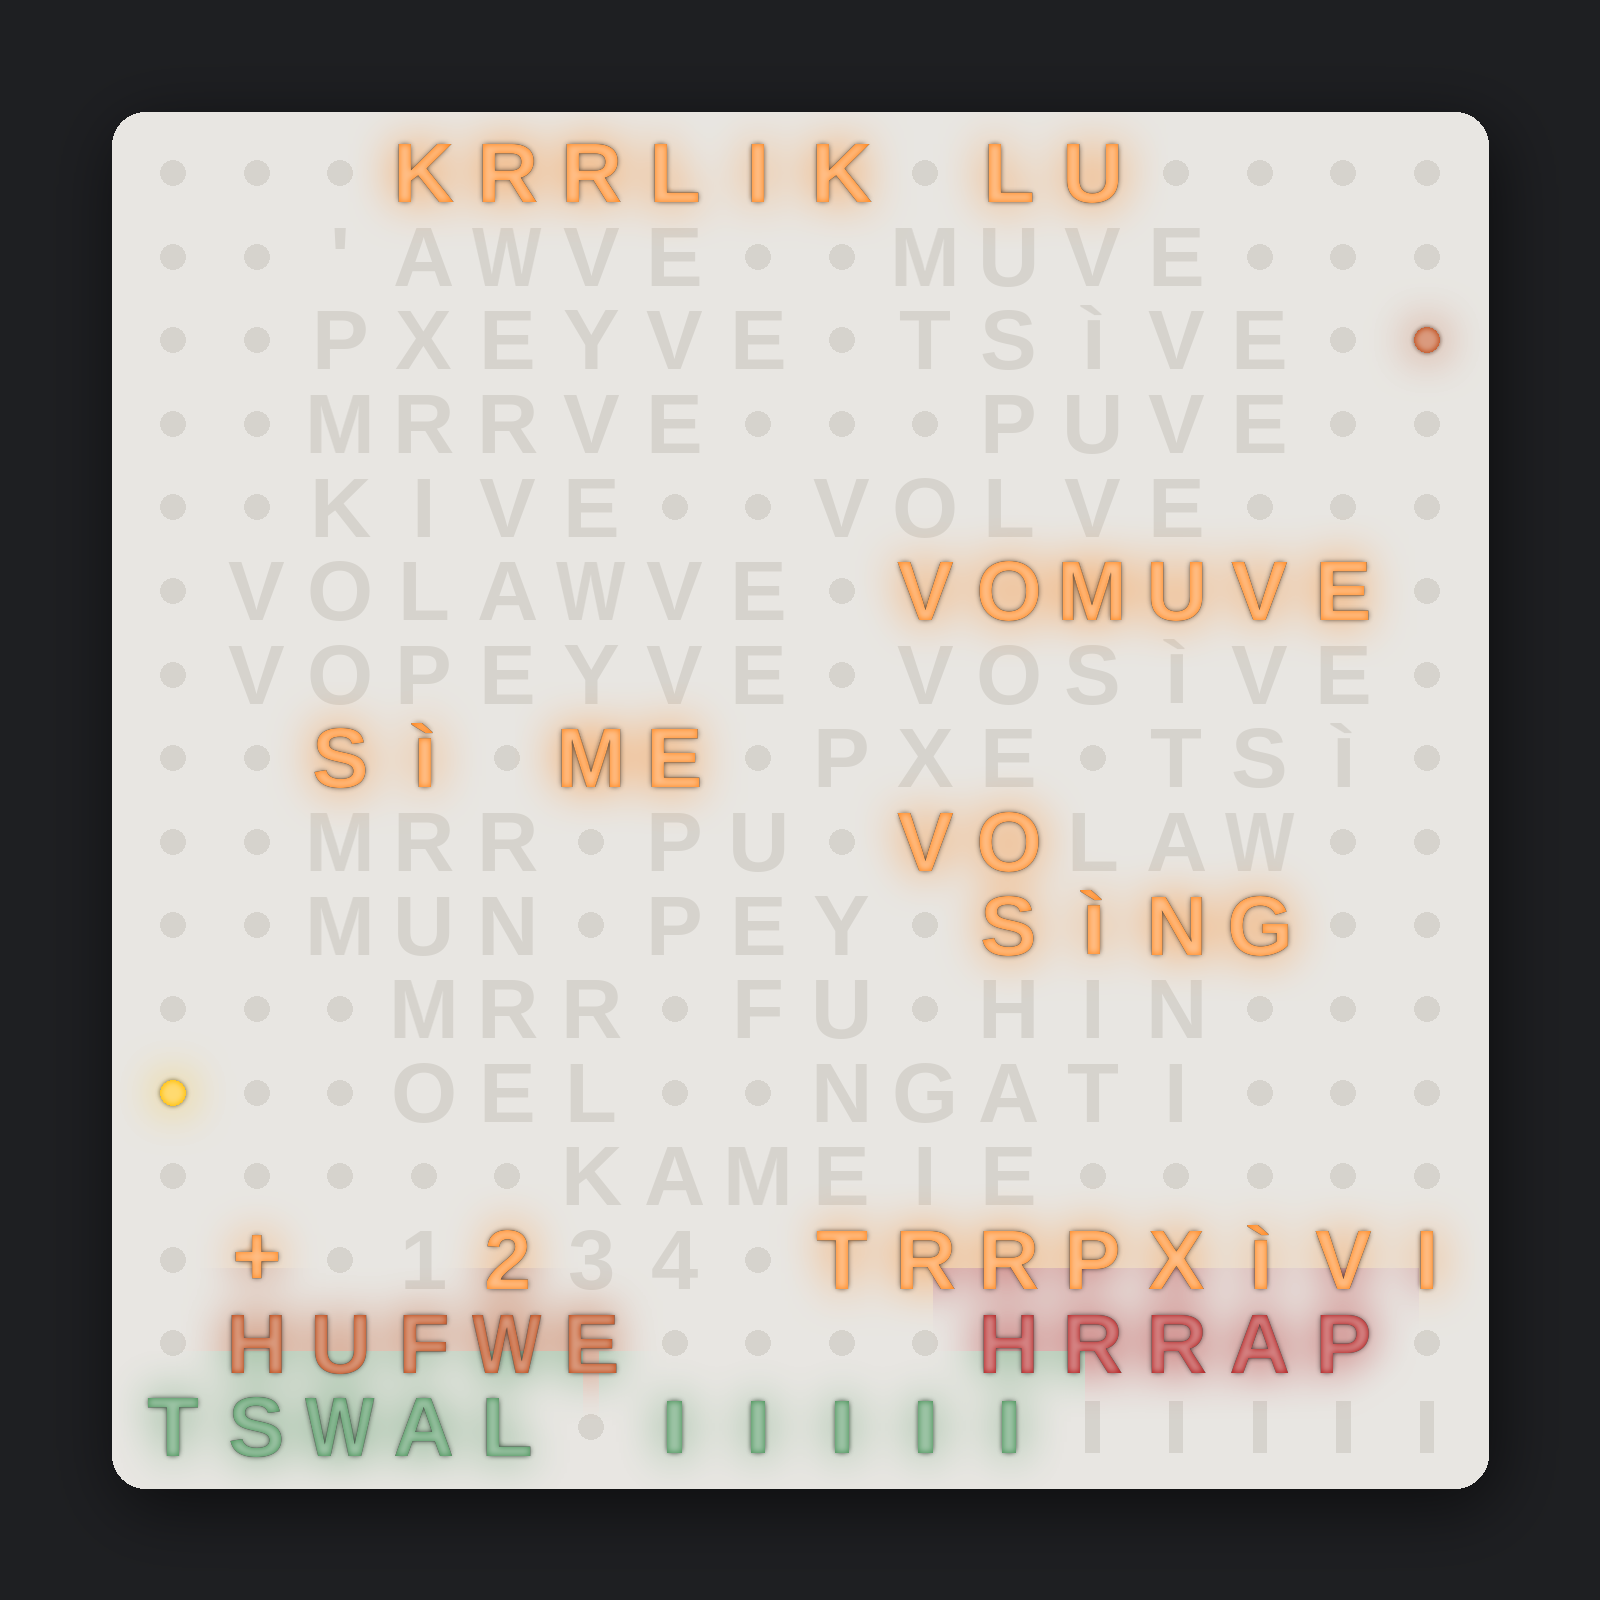 KRRLIK LU
'AWVE MUVE
PXEYVE TSÌVE
MRRVE PUVE
KIVE VOLVE
VOLAWVE VOMUVE
VOPEYVE VOSÌVE
SÌ ME PXE TSÌ
MRR PU VOLAW
MUN PEY SÌNG
MRR FU HIN
OEL NGATI
KAMEIE
+ 1234 TRRPXÌVI
HUFWE HRRAP
TSWAL IIIIIIIIII